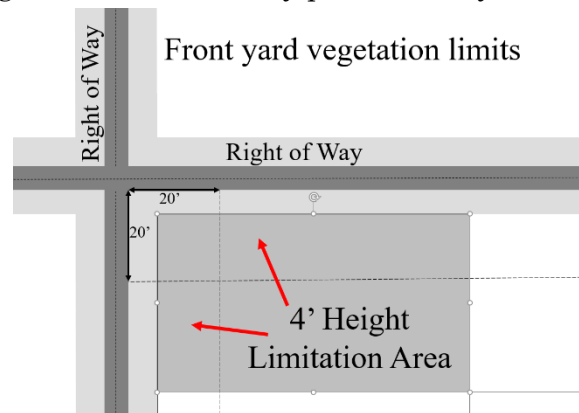 Front yard vegetation limits
Right of Way
Right of Way
20’
20’
4’ Height
Limitation Area